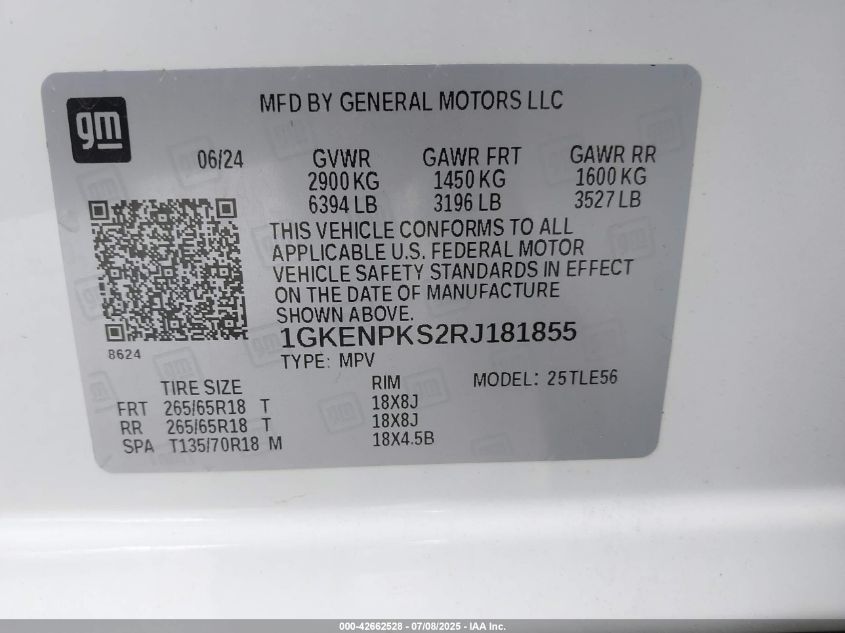 MFD BY GENERAL MOTORS LLC
gm
06/24
GVWR GAWR FRT GAWR RR
2900 KG 1450 KG 1600 KG
6394 LB 3196 LB 3527 LB
THIS VEHICLE CONFORMS TO ALL
APPLICABLE U.S. FEDERAL MOTOR
VEHICLE SAFETY STANDARDS IN EFFECT
ON THE DATE OF MANUFACTURE
SHOWN ABOVE.
1GKENPKS2RJ181855
8624
TYPE: MPV
MODEL: 25TLE56
TIRE SIZE RIM
FRT 265/65R18 T 18X8J
RR 265/65R18 T 18X8J
SPA T135/70R18 M 18X4.5B
000-42662528 - 07/08/2025 - IAA Inc.